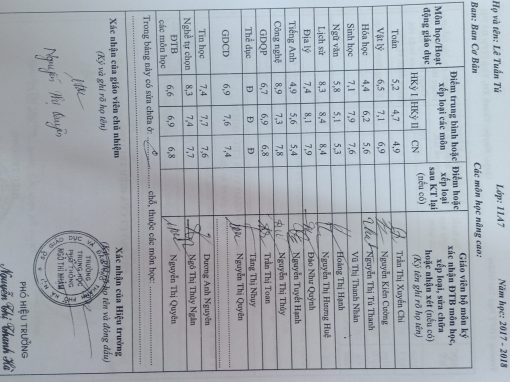 Họ và tên: Lê Tuấn Tú Lớp: 11A7 Năm học: 2017 - 2018
Ban: Ban Cơ Bản Các môn học nâng cao:
Môn học/Hoạt động giáo dục
Điểm trung bình hoặc xếp loại các môn
HKỳ I HKỳ II CN
Điểm hoặc xếp loại sau KT lại (nếu có)
Giáo viên bộ môn ký xác nhận ĐTB môn học, xếp loại, sửa chữa hoặc nhận xét (nếu có)
(Ký và ghi rõ họ tên)
Toán 5,2 4,7 4,9 Trần Thị Xuyến Chi
Vật lý 6,5 7,1 6,9 Nguyễn Kiên Cường
Hóa học 4,4 6,2 5,6 Nguyễn Thị Tú Thanh
Sinh học 7,1 7,9 7,6 Vũ Thị Thanh Nhân
Ngữ văn 5,8 5,1 5,3 Hoàng Thị Hạnh
Lịch sử 8,3 8,4 8,4 Nguyễn Thị Hương Huệ
Địa lý 7,4 8,1 7,9 Đào Như Quỳnh
Tiếng Anh 4,9 5,6 5,4 Nguyễn Tuyết Hạnh
Công nghệ 8,9 7,3 7,8 Nguyễn Thị Thúy
GDQP 6,7 6,9 6,8 Trần Thị Loan
Thể dục Đ Đ Đ Tăng Thị Nhay
GDCD 6,9 7,6 7,4 Nguyễn Thị Quyên
Tin học 7,4 7,7 7,6 Dương Anh Nguyên
Nghề tự chọn 8,3 7,4 7,7 Ngô Thị Thúy Ngân
ĐTB các môn học 6,6 6,9 6,8 Nguyễn Thị Quyên
Trong bảng này có sửa chữa ở: chỗ, thuộc các môn học:
Xác nhận của giáo viên chủ nhiệm
(Ký và ghi rõ họ tên)
Nguyễn Thị Quyên
Xác nhận của Hiệu trưởng
(Ký, ghi rõ họ tên và đóng dấu)
TRƯỜNG
TRUNG HỌC
PHỔ THÔNG
PHÓ HIỆU TRƯỞNG
Nguyễn Thị Thanh Hà